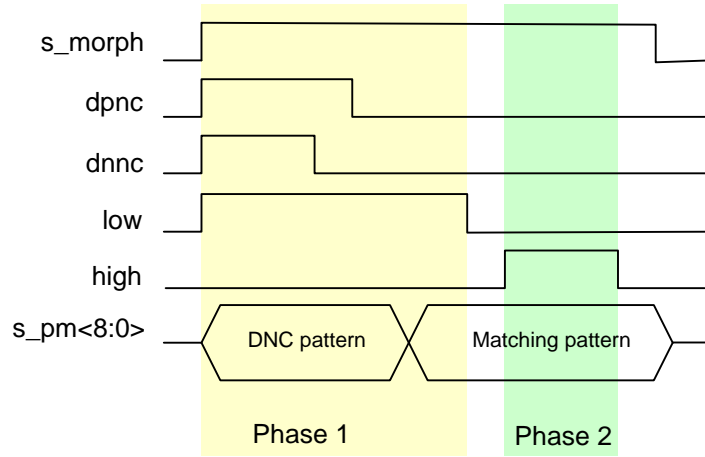 s_morph
dpnc
dnnc
low
high
s_pm<8:0>
DNC pattern
Matching pattern
Phase 1
Phase 2